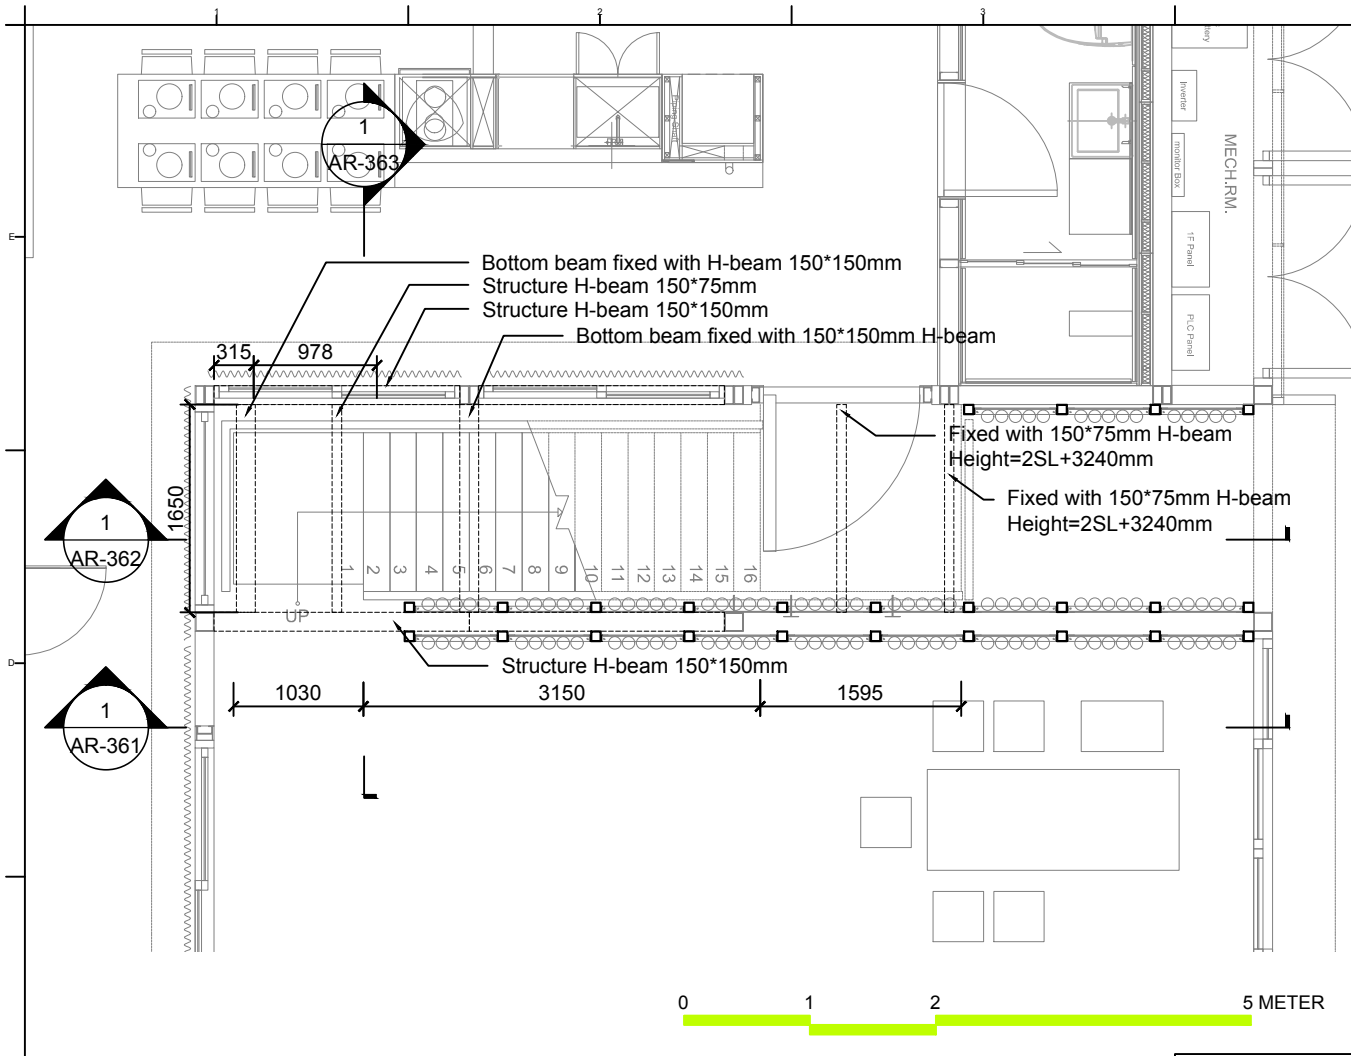 1
2
3
E
D
1
AR-363
Inverter
monitor Box
MECH.RM.
1F Panel
PLC Panel
Bottom beam fixed with H-beam 150*150mm
Structure H-beam 150*75mm
Structure H-beam 150*150mm
Bottom beam fixed with 150*150mm H-beam
315
978
1650
Fixed with 150*75mm H-beam
Height=2SL+3240mm
Fixed with 150*75mm H-beam
Height=2SL+3240mm
1
AR-362
1 2 3 4 5 6 7 8 9 10 11 12 13 14 15 16
UP
Structure H-beam 150*150mm
1030
3150
1595
1
AR-361
0 1 2 5 METER